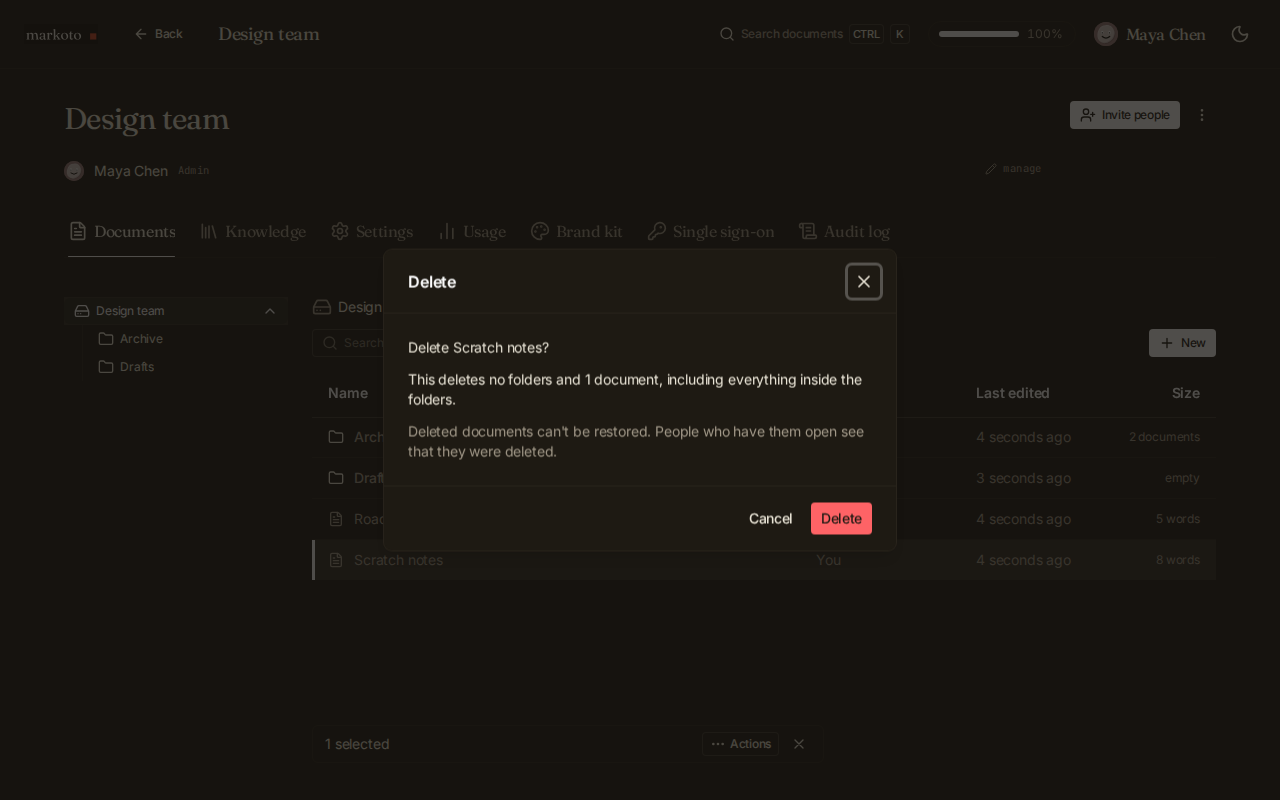 markoto
Back
Design team
Search documents CTRL K
100%
Maya Chen
Design team
Invite people
Maya Chen Admin
manage
Documents
Knowledge
Settings
Usage
Brand kit
Single sign-on
Audit log
Delete
Design team
Archive
Drafts
Design
Search
New
Delete Scratch notes?
This deletes no folders and 1 document, including everything inside the
folders.
Deleted documents can't be restored. People who have them open see
that they were deleted.
Cancel
Delete
Name
Last edited
Size
4 seconds ago
2 documents
3 seconds ago
empty
4 seconds ago
5 words
Scratch notes
You
4 seconds ago
8 words
1 selected
Actions